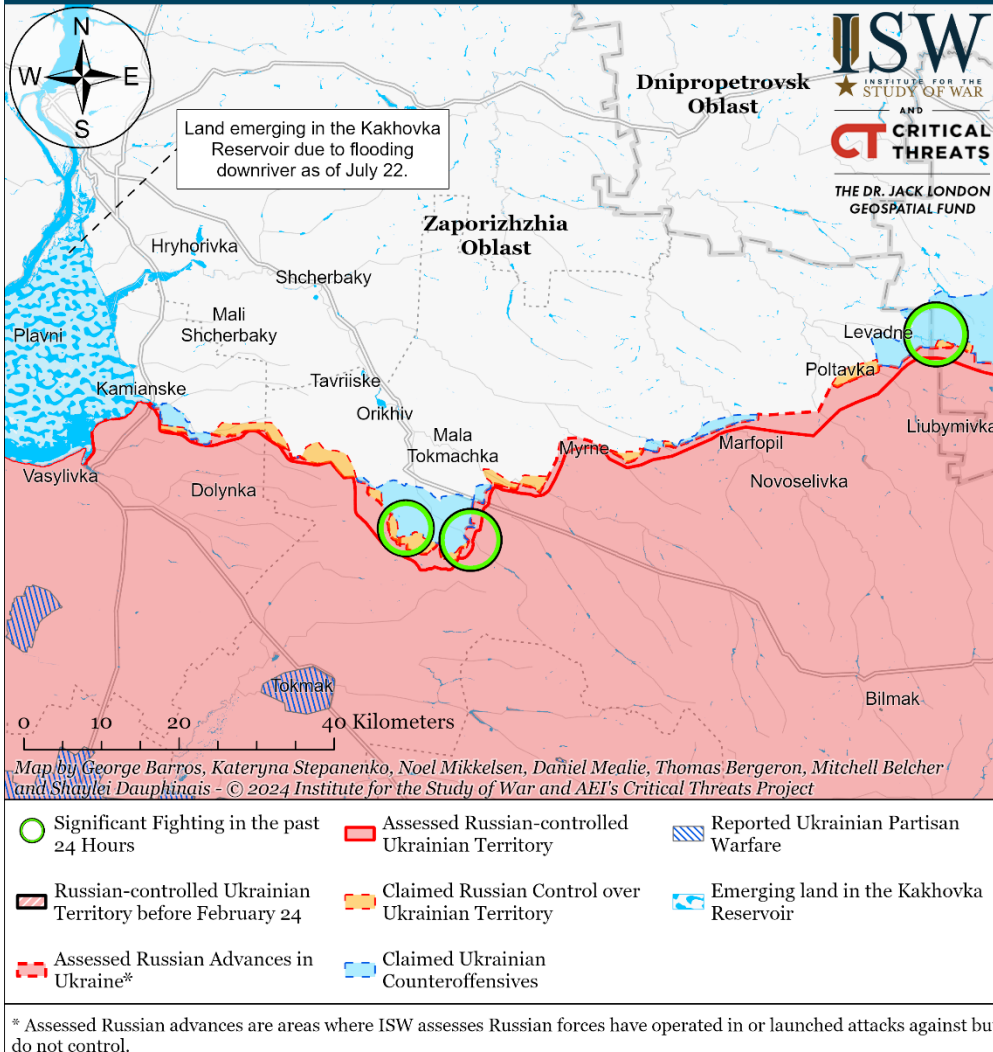 N
W E
S
ISW
INSTITUTE FOR THE
STUDY OF WAR
AND
CT CRITICAL
THREATS
THE DR. JACK LONDON
GEOSPATIAL FUND
Dnipropetrovsk
Oblast
Land emerging in the Kakhovka
Reservoir due to flooding
downriver as of July 22.
Zaporizhzhia
Oblast
Hryhorivka
Shcherbaky
Mali
Shcherbaky
Plavni
Levadne
Poltavka
Tavriiske
Kamianske
Orikhiv
Liubymivka
Mala
Tokmachka
Myrne
Marfopil
Vasylivka
Dolynka
Novoselivka
Tokmak
Bilmak
0 10 20 40 Kilometers
Map by George Barros, Kateryna Stepanenko, Noel Mikkelsen, Daniel Mealie, Thomas Bergeron, Mitchell Belcher
and Shaylei Dauphinais - © 2024 Institute for the Study of War and AEI's Critical Threats Project
Significant Fighting in the past
24 Hours
Russian-controlled Ukrainian
Territory before February 24
Assessed Russian Advances in
Ukraine*
Assessed Russian-controlled
Ukrainian Territory
Claimed Russian Control over
Ukrainian Territory
Claimed Ukrainian
Counteroffensives
Reported Ukrainian Partisan
Warfare
Emerging land in the Kakhovka
Reservoir
* Assessed Russian advances are areas where ISW assesses Russian forces have operated in or launched attacks against but
do not control.